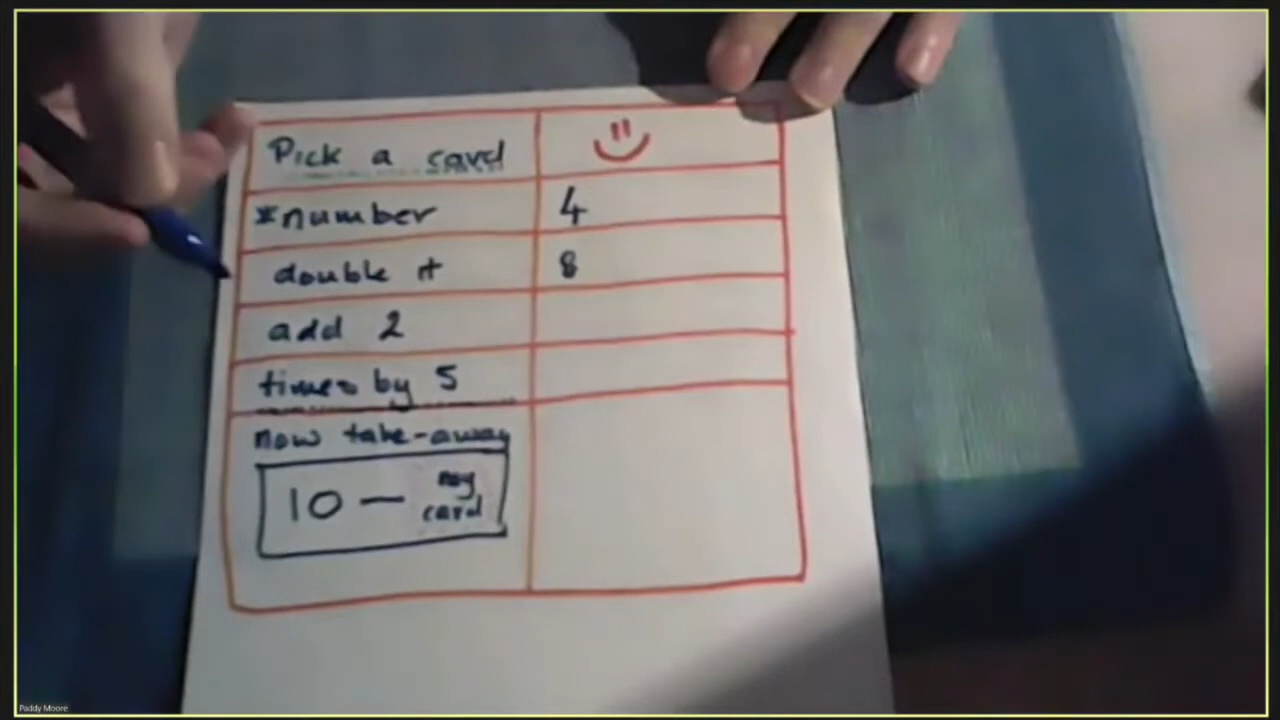 Pick a card
*number 4
double it 8
add 2
times by 5
now take-away
10 — my
card
Paddy Moore